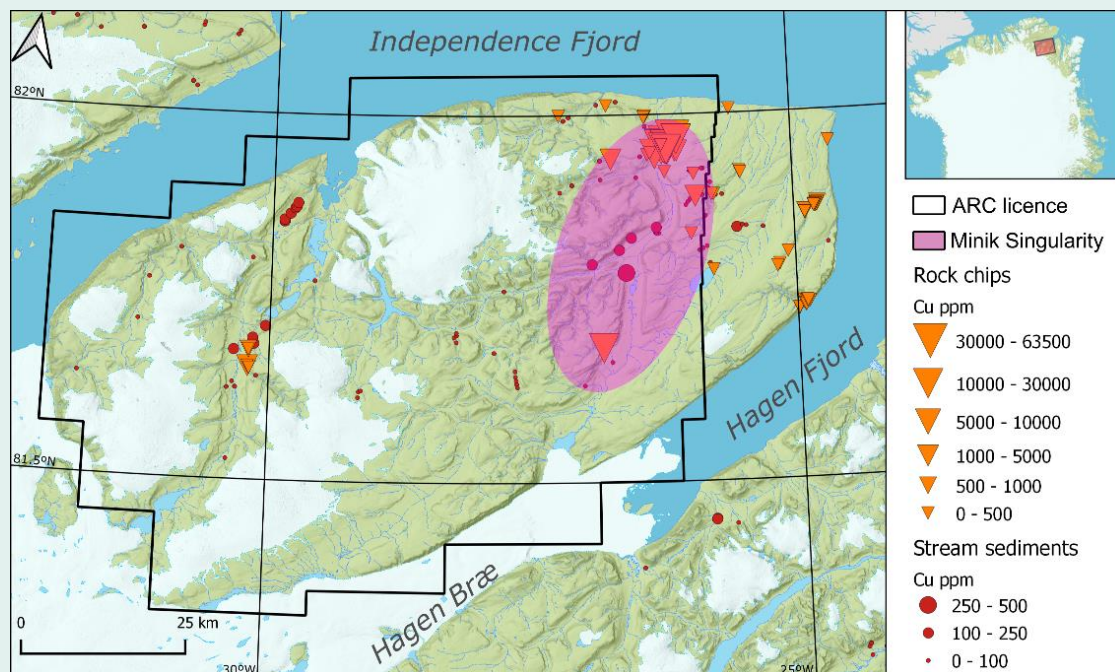 Independence Fjord
82ºN
Hagen Fjord
81.5ºN
Hagen Bræ
0
25 km
30ºW
25ºW
ARC licence
Minik Singularity
Rock chips
Cu ppm
30000 - 63500
10000 - 30000
5000 - 10000
1000 - 5000
500 - 1000
0 - 500
Stream sediments
Cu ppm
250 - 500
100 - 250
0 - 100